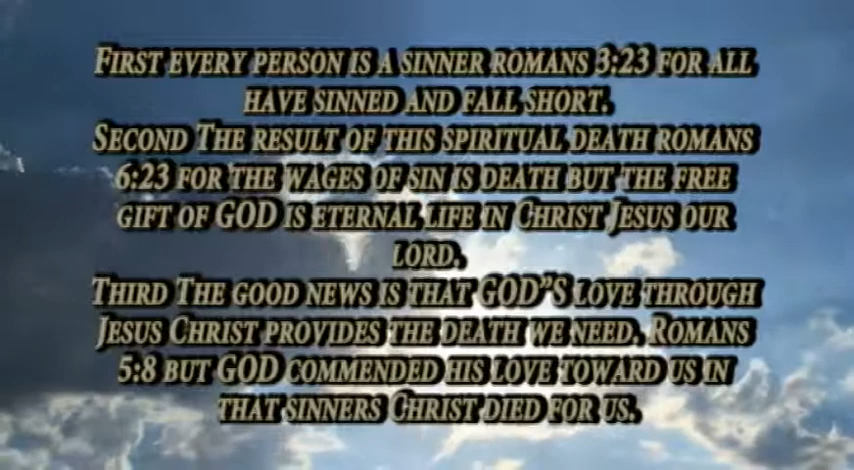 First every person is a sinner romans 3:23 for all
have sinned and fall short.
Second The result of this spiritual death romans
6:23 for the wages of sin is death but the free
gift of GOD is eternal life in Christ Jesus our
lord.
Third The good news is that GOD"S love through
Jesus Christ provides the death we need. Romans
5:8 but GOD commended his love toward us in
that sinners Christ died for us.